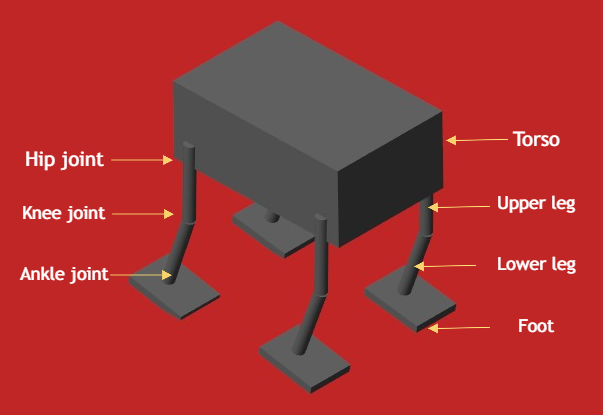 Hip joint
Knee joint
Ankle joint
Torso
Upper leg
Lower leg
Foot